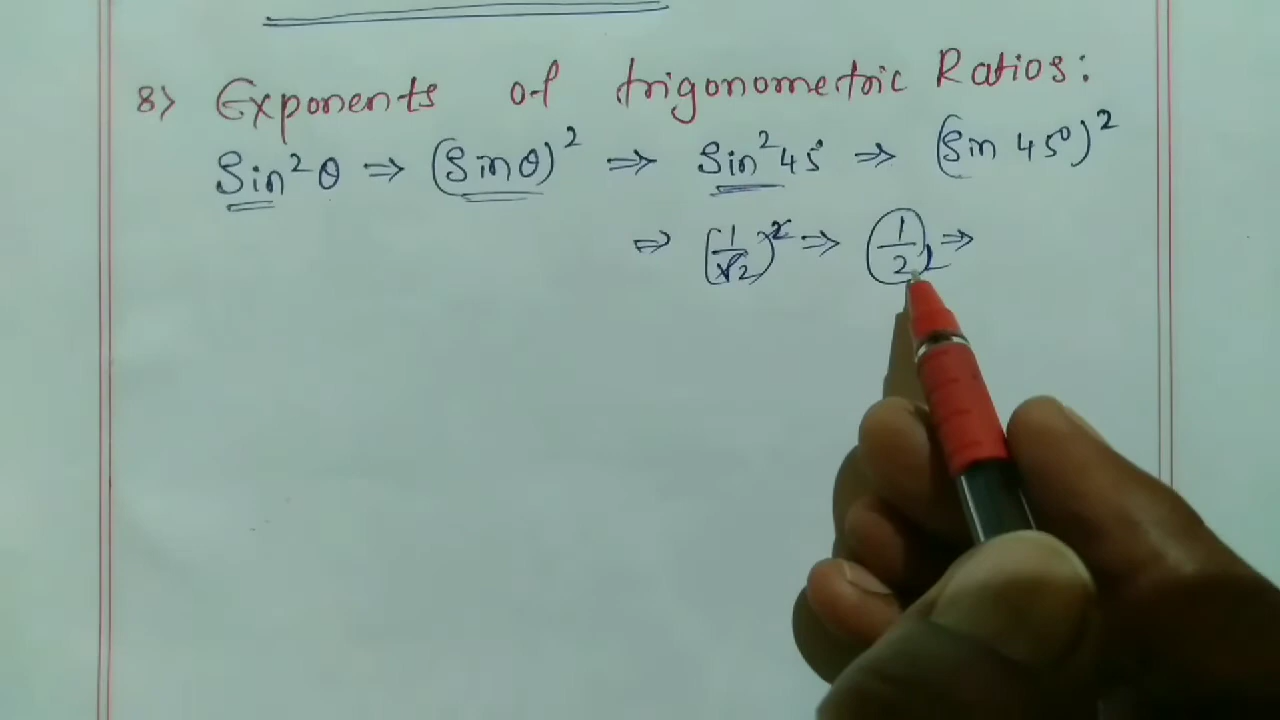 8) Exponents of trigonometric Ratios:
Sin²θ ⇒ (Sinθ)² ⇒ Sin²45° ⇒ (Sin 45°)²
⇒ (1/√2)² ⇒ (1/2) ⇒